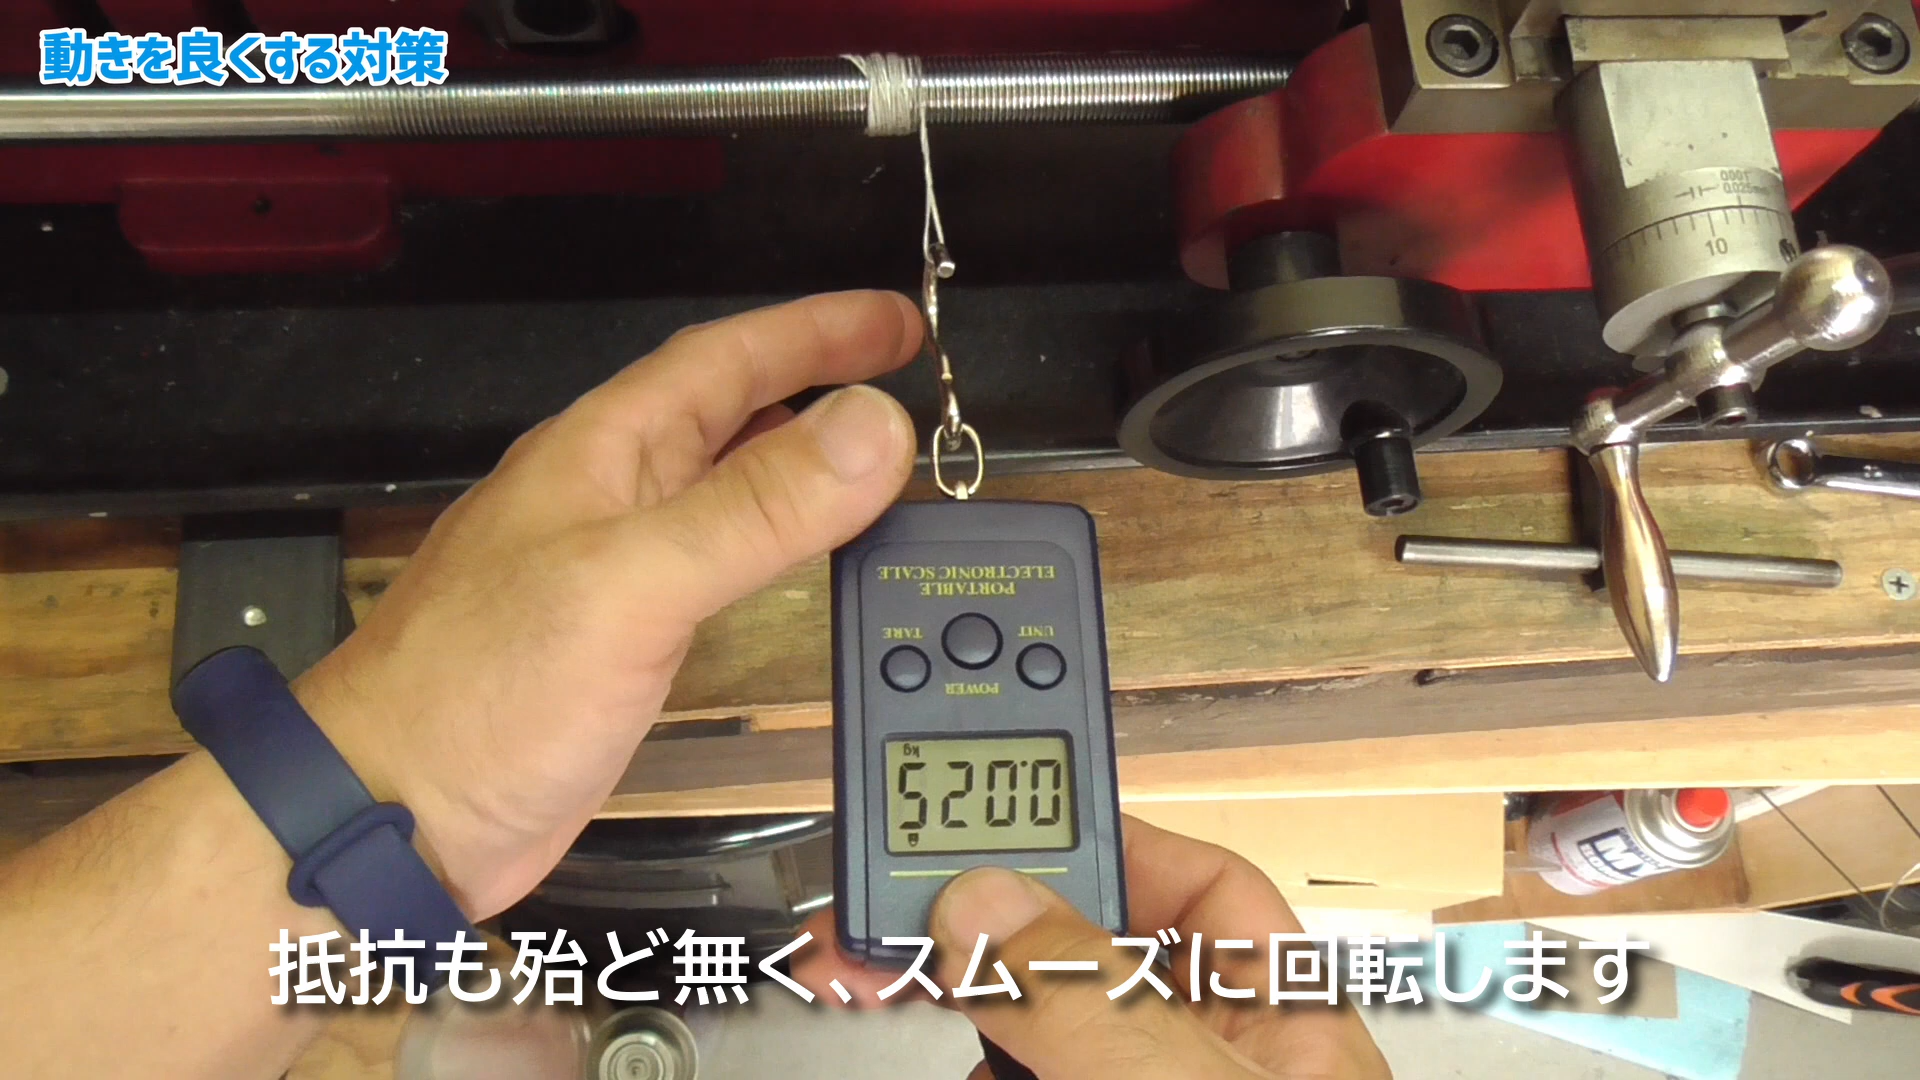 動きを良くする対策
0.001"
0.025mm
10
PORTABLE
ELECTRONIC SCALE
UNIT
TARE
POWER
0.025
kg
抵抗も殆ど無く、スムーズに回転します